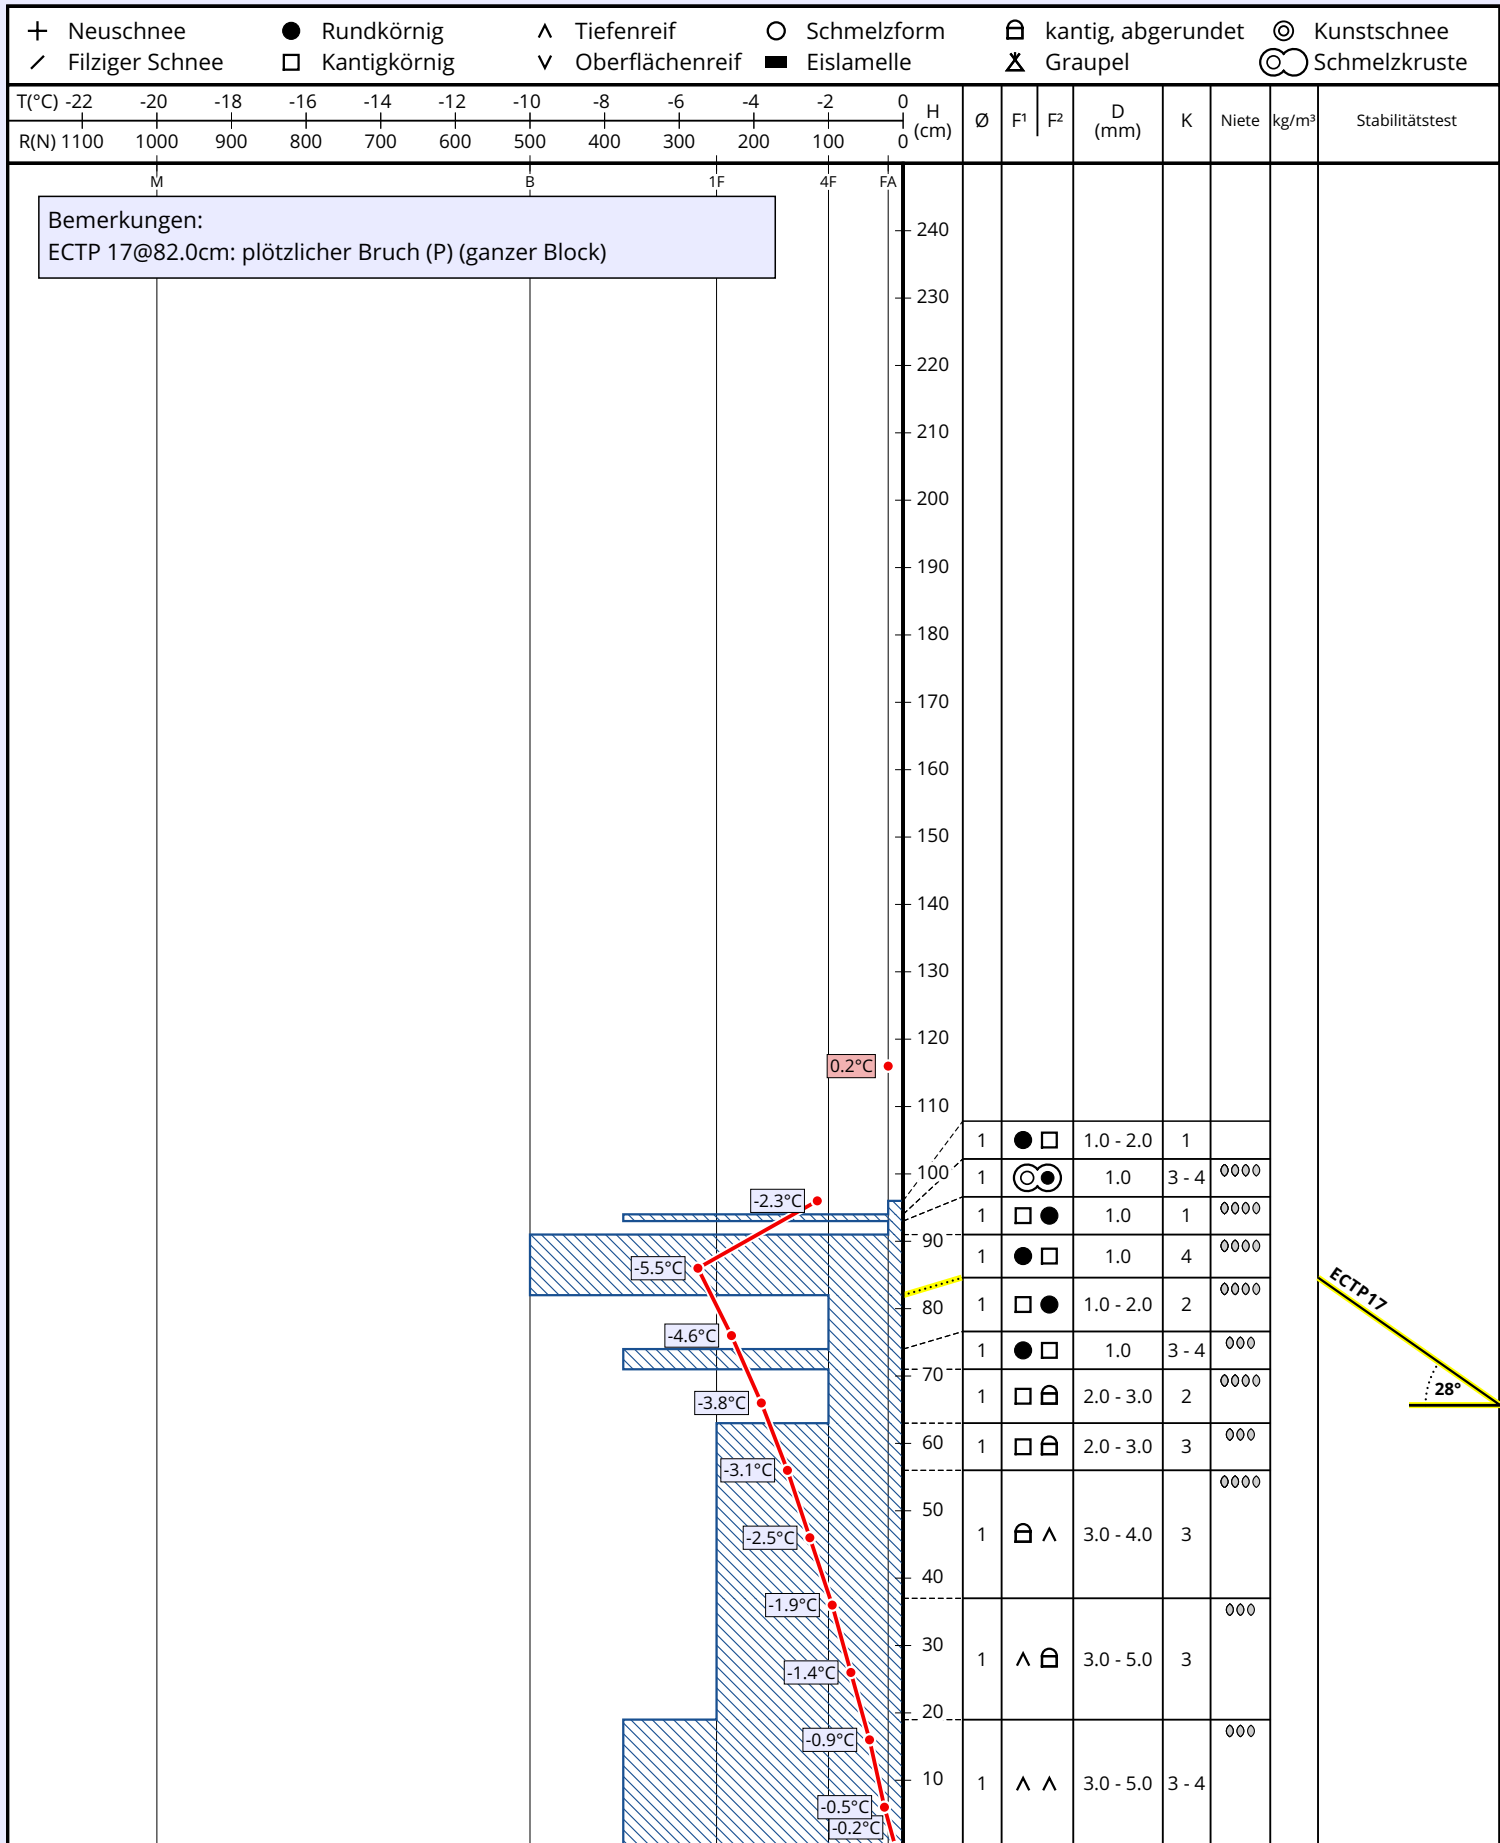 Neuschnee Rundkörnig Tiefenreif Schmelzform kantig, abgerundet Kunstschnee
Filziger Schnee Kantigkörnig Oberflächenreif Eislamelle Graupel Schmelzkruste
T(°C) -22 -20 -18 -16 -14 -12 -10 -8 -6 -4 -2 0
R(N) 1100 1000 900 800 700 600 500 400 300 200 100 0
H (cm) Ø F¹ F² D (mm) K Niete kg/m³ Stabilitätstest
M B 1F 4F FA
Bemerkungen:
ECTP 17@82.0cm: plötzlicher Bruch (P) (ganzer Block)
240
230
220
210
200
190
180
170
160
150
140
130
120
0.2°C
110
1 1.0 - 2.0 1
100
1 1.0 3 - 4
-2.3°C
1 1.0 1
90
1 1.0 4
-5.5°C
ECTP17
80
1 1.0 - 2.0 2
-4.6°C
1 1.0 3 - 4
70
28°
1 2.0 - 3.0 2
-3.8°C
60
1 2.0 - 3.0 3
-3.1°C
50
1 3.0 - 4.0 3
-2.5°C
40
-1.9°C
30
1 3.0 - 5.0 3
-1.4°C
20
-0.9°C
10
1 3.0 - 5.0 3 - 4
-0.5°C
-0.2°C